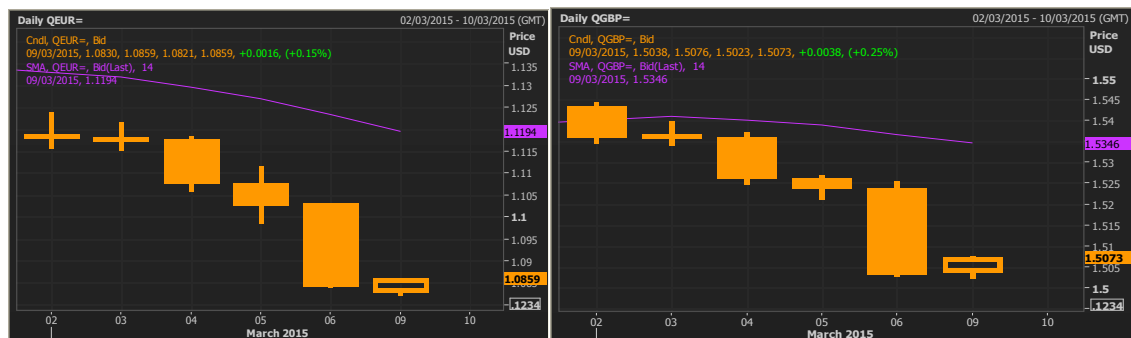 Daily QEUR=
02/03/2015 - 10/03/2015 (GMT)
Cndl, QEUR=, Bid
09/03/2015, 1.0830, 1.0859, 1.0821, 1.0859, +0.0016, (+0.15%)
SMA, QEUR=, Bid(Last), 14
09/03/2015, 1.1194
Price
USD
1.135
1.13
1.125
1.1194
1.115
1.11
1.105
1.1
1.095
1.09
1.0859
.1234
02
03
04
05
06
09
10
March 2015
Daily QGBP=
02/03/2015 - 10/03/2015 (GMT)
Cndl, QGBP=, Bid
09/03/2015, 1.5038, 1.5076, 1.5023, 1.5073, +0.0038, (+0.25%)
SMA, QGBP=, Bid(Last), 14
09/03/2015, 1.5346
Price
USD
1.55
1.545
1.54
1.5346
1.53
1.525
1.52
1.515
1.51
1.5073
1.505
1.5
.1234
02
03
04
05
06
09
10
March 2015